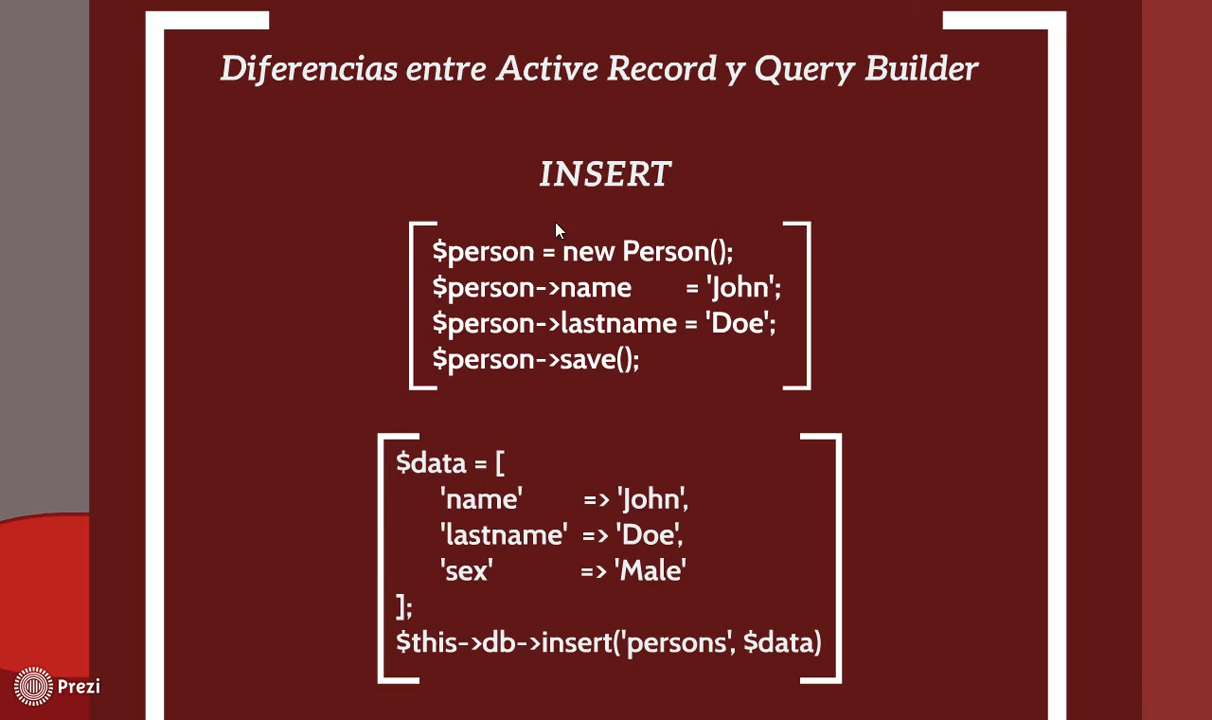 Diferencias entre Active Record y Query Builder
INSERT
$person = new Person();
$person->name = 'John';
$person->lastname = 'Doe';
$person->save();
$data = [
'name' => 'John',
'lastname' => 'Doe',
'sex' => 'Male'
];
$this->db->insert('persons', $data)
Prezi